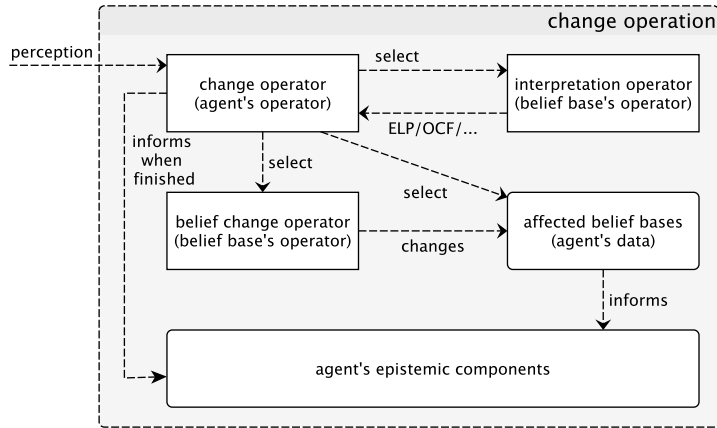 change operation
perception
change operator
(agent's operator)
select
interpretation operator
(belief base's operator)
ELP/OCF/...
informs
when
finished
select
select
belief change operator
(belief base's operator)
changes
affected belief bases
(agent's data)
informs
agent's epistemic components